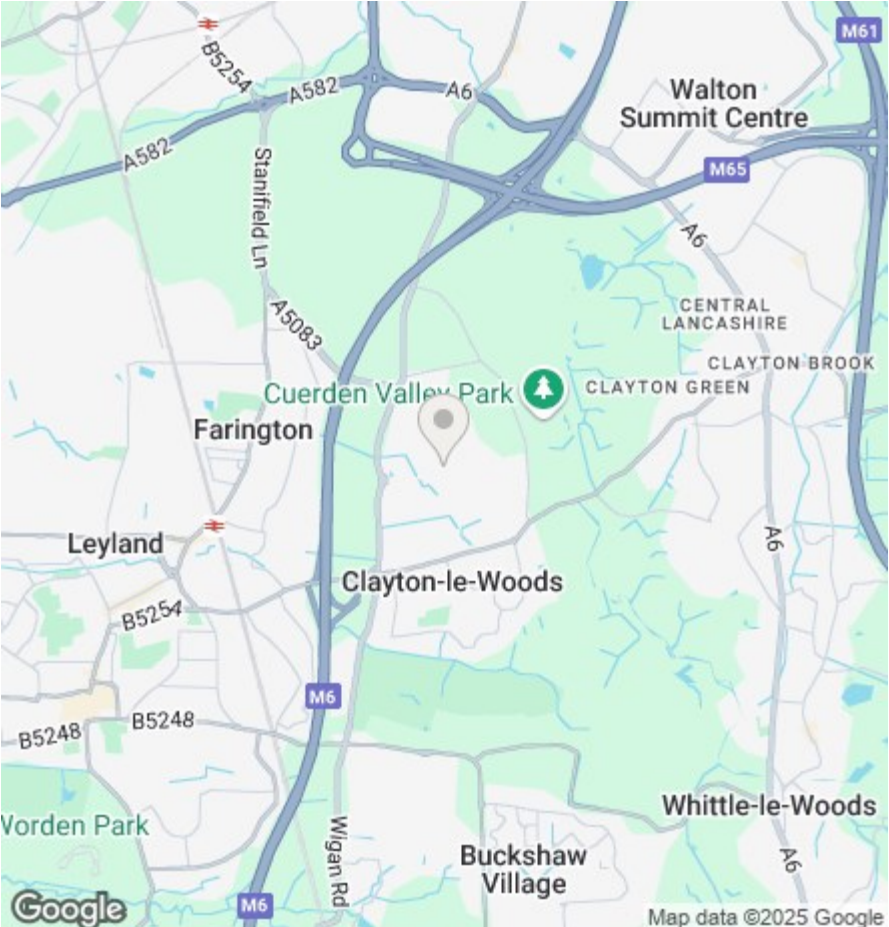 M61
B5254
A582
A6
Walton
Summit Centre
A582
M65
Stanifield Ln
A6
A5083
CENTRAL
LANCASHIRE
CLAYTON BROOK
Cuerden Valley Park
CLAYTON GREEN
Farington
Leyland
A6
Clayton-le-Woods
B5254
M6
B5248
B5248
Whittle-le-Woods
Worden Park
Wigan Rd
Buckshaw
Village
A6
M6
Google
Map data ©2025 Google